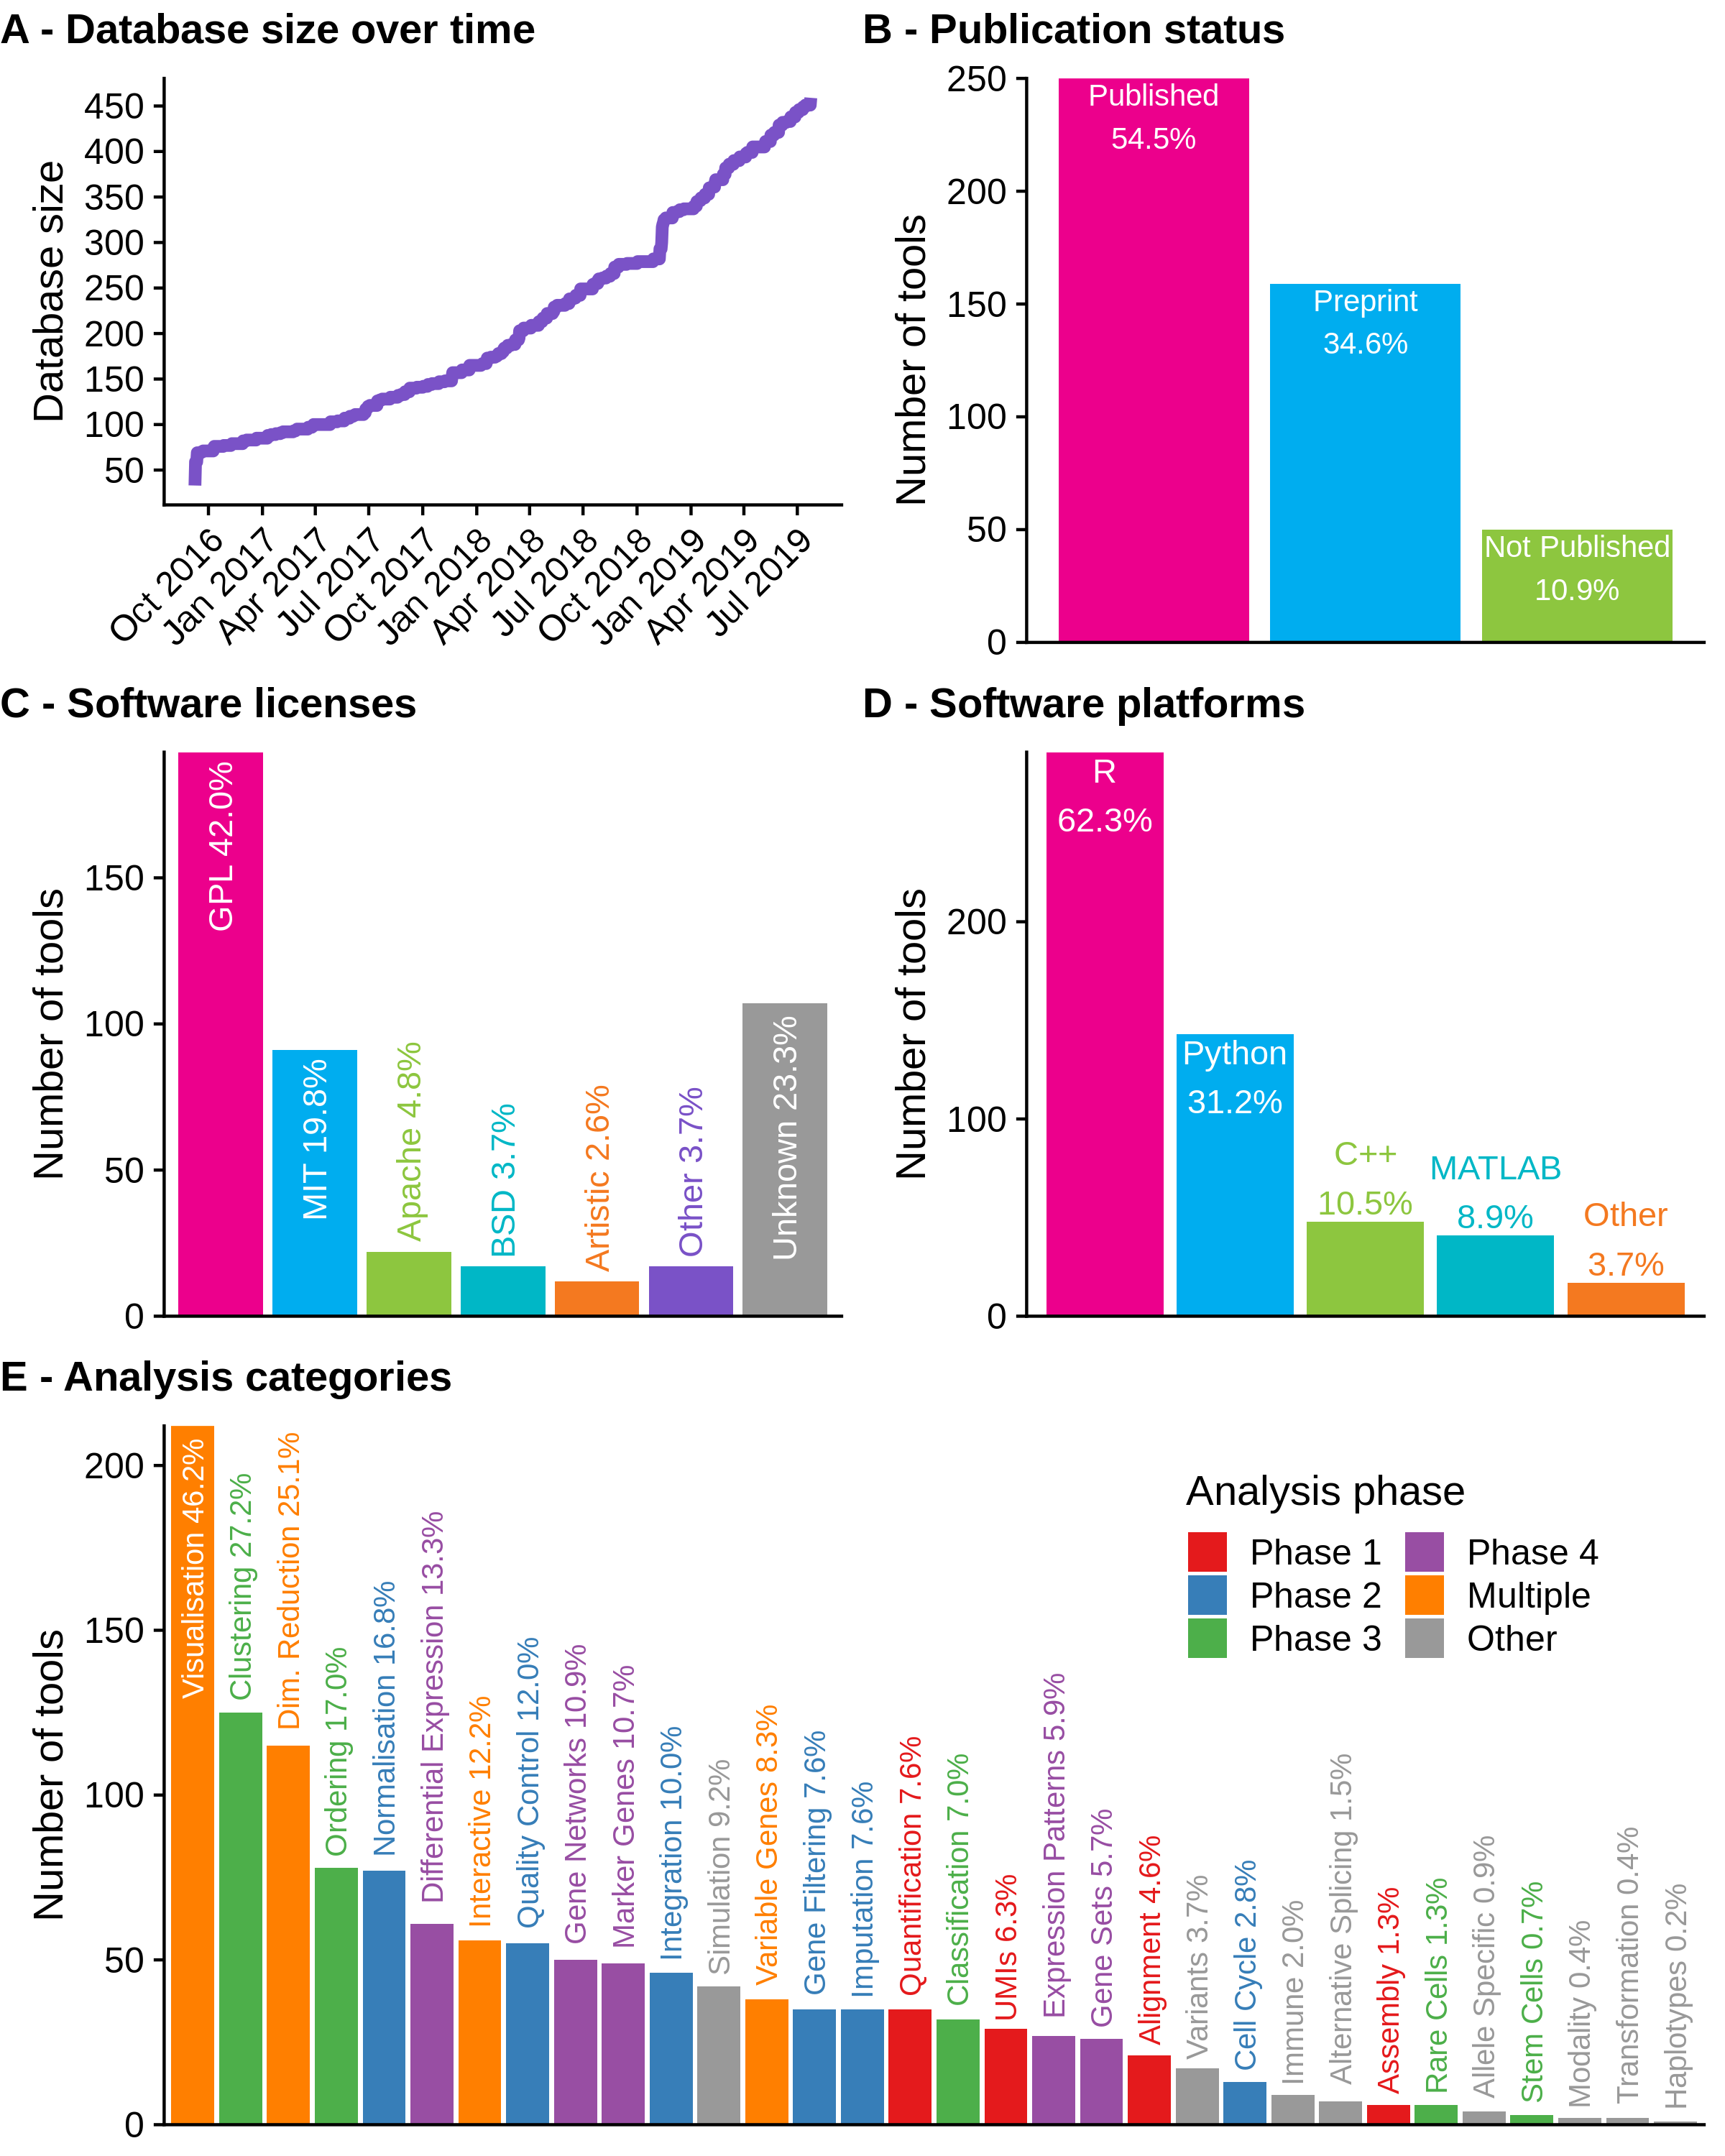 A - Database size over time
Database size
450
400
350
300
250
200
150
100
50
Oct 2016
Jan 2017
Apr 2017
Jul 2017
Oct 2017
Jan 2018
Apr 2018
Jul 2018
Oct 2018
Jan 2019
Apr 2019
Jul 2019
B - Publication status
Number of tools
250
200
150
100
50
0
Published
54.5%
Preprint
34.6%
Not Published
10.9%
C - Software licenses
Number of tools
150
100
50
0
GPL 42.0%
MIT 19.8%
Apache 4.8%
BSD 3.7%
Artistic 2.6%
Other 3.7%
Unknown 23.3%
D - Software platforms
Number of tools
200
100
0
R
62.3%
Python
31.2%
C++
10.5%
MATLAB
8.9%
Other
3.7%
E - Analysis categories
Number of tools
200
150
100
50
0
Visualisation 46.2%
Clustering 27.2%
Dim. Reduction 25.1%
Ordering 17.0%
Normalisation 16.8%
Differential Expression 13.3%
Interactive 12.2%
Quality Control 12.0%
Gene Networks 10.9%
Marker Genes 10.7%
Integration 10.0%
Simulation 9.2%
Variable Genes 8.3%
Gene Filtering 7.6%
Imputation 7.6%
Quantification 7.6%
Classification 7.0%
UMIs 6.3%
Expression Patterns 5.9%
Gene Sets 5.7%
Alignment 4.6%
Variants 3.7%
Cell Cycle 2.8%
Immune 2.0%
Alternative Splicing 1.5%
Assembly 1.3%
Rare Cells 1.3%
Allele Specific 0.9%
Stem Cells 0.7%
Modality 0.4%
Transformation 0.4%
Haplotypes 0.2%
Analysis phase
Phase 1
Phase 2
Phase 3
Phase 4
Multiple
Other